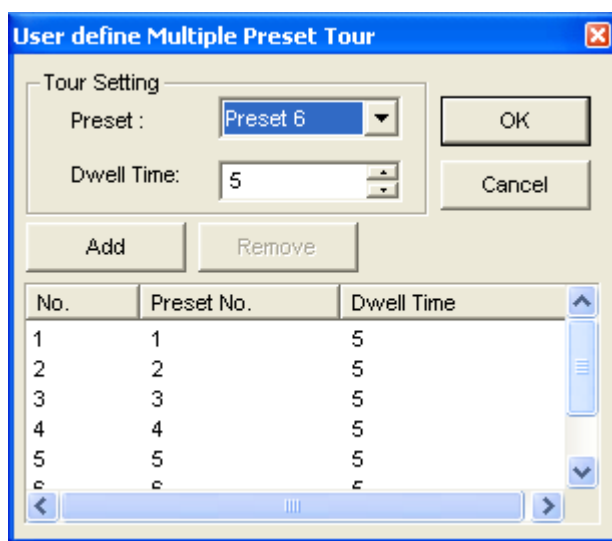 User define Multiple Preset Tour
Tour Setting
Preset :
Preset 6
OK
Dwell Time:
5
Cancel
Add
Remove
No. Preset No. Dwell Time
1 1 5
2 2 5
3 3 5
4 4 5
5 5 5